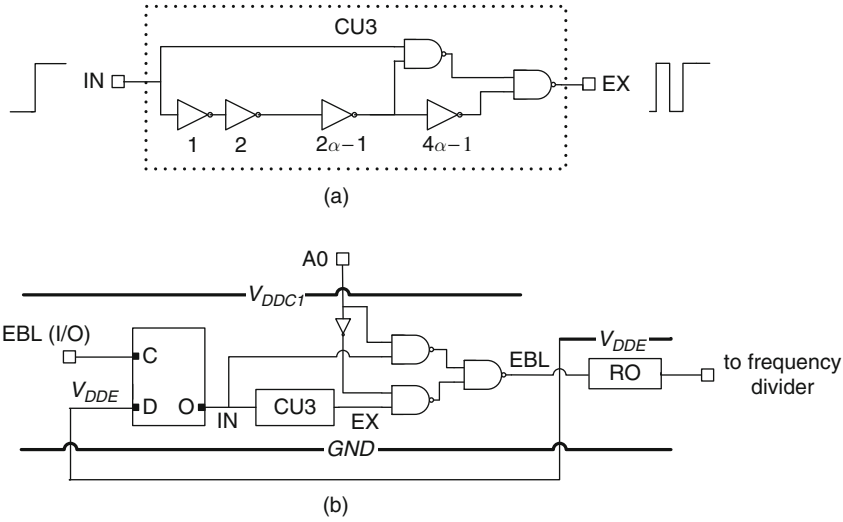 CU3
IN
EX
1
2
2α−1
4α−1
(a)
A0
V_DDC1
EBL (I/O)
C
V_DDE
D
O
IN
CU3
EX
EBL
V_DDE
RO
to frequency
divider
GND
(b)